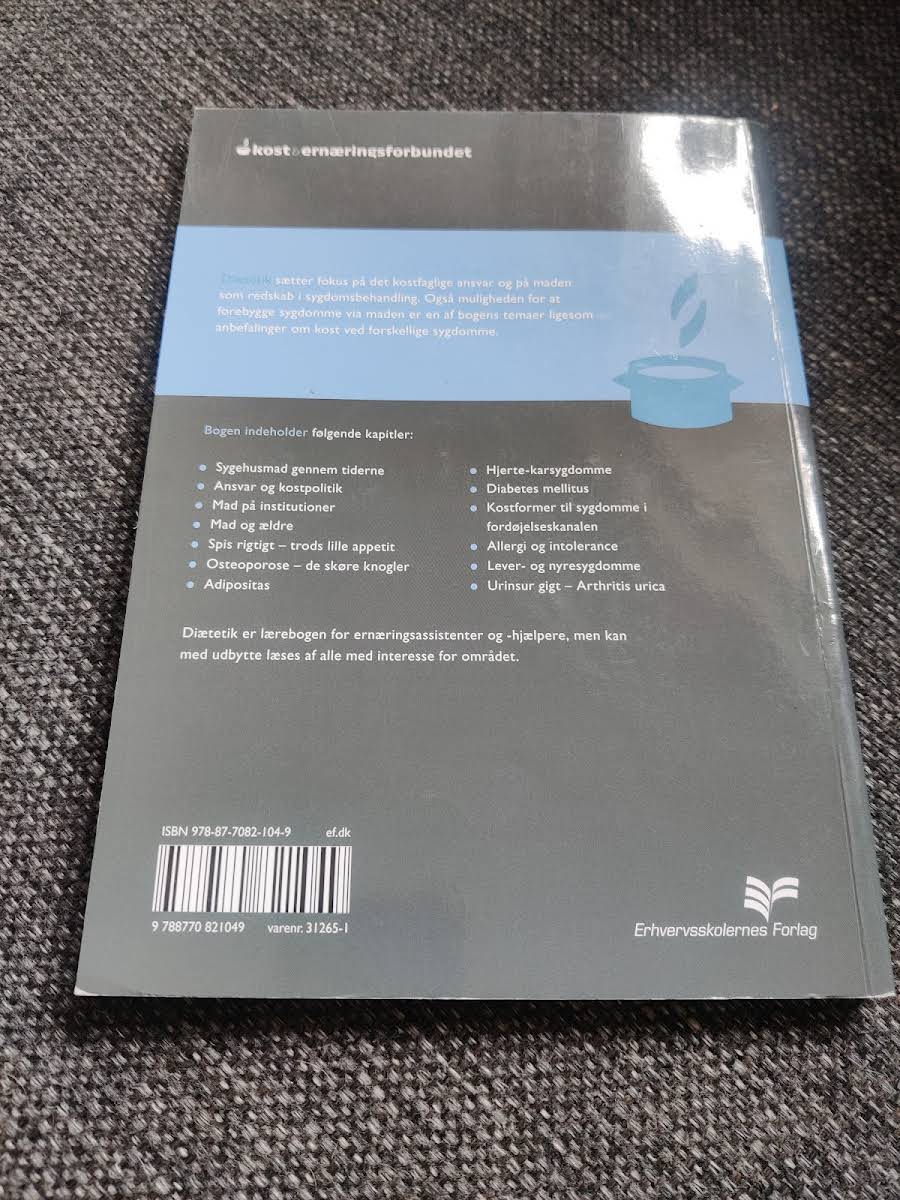 kost&ernæringsforbundet
Diætetik sætter fokus på det kostfaglige ansvar og på maden
som redskab i sygdomsbehandling. Også muligheden for at
forebygge sygdomme via maden er en af bogens temaer ligesom
anbefalinger om kost ved forskellige sygdomme.
Bogen indeholder følgende kapitler:
• Sygehusmad gennem tiderne
• Ansvar og kostpolitik
• Mad på institutioner
• Mad og ældre
• Spis rigtigt – trods lille appetit
• Osteoporose – de skøre knogler
• Adipositas
• Hjerte-karsygdomme
• Diabetes mellitus
• Kostformer til sygdomme i
fordøjelseskanalen
• Allergi og intolerance
• Lever- og nyresygdomme
• Urinsur gigt – Arthritis urica
Diætetik er lærebogen for ernæringsassistenter og -hjælpere, men kan
med udbytte læses af alle med interesse for området.
ISBN 978-87-7082-104-9 ef.dk
9 788770 821049 varenr. 31265-1
Erhvervsskolernes Forlag